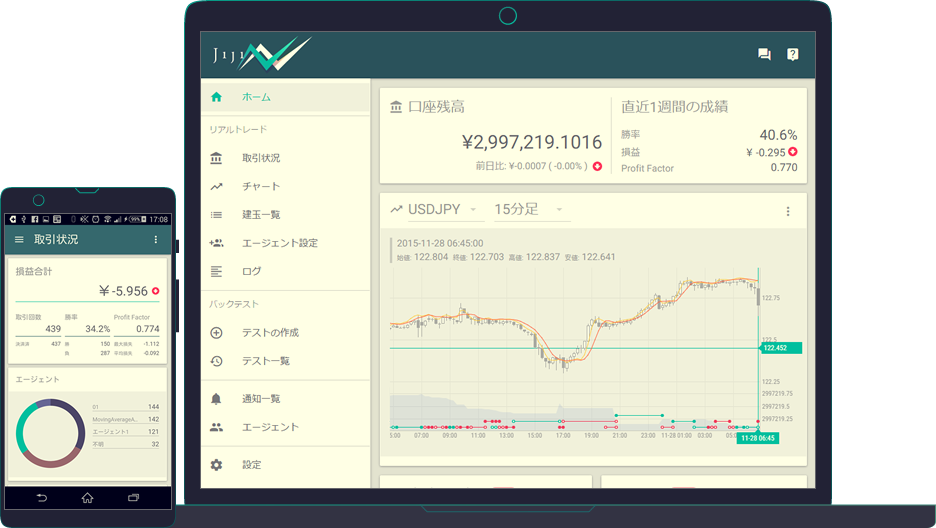 Jiji
ホーム
リアルトレード
取引状況
チャート
建玉一覧
エージェント設定
ログ
バックテスト
テストの作成
テスト一覧
通知一覧
エージェント
設定
口座残高
¥2,997,219.1016
前日比: ¥-0.0007 ( -0.00% )
直近1週間の成績
勝率 40.6%
損益 ¥ -0.295
Profit Factor 0.770
USDJPY 15分足
2015-11-28 06:45:00
始値: 122.804 終値: 122.703 高値: 122.837 安値: 122.641
122.75
122.5
122.452
122.25
2997219.75
2997219.5
2997219.25
5:00 07:00 09:00 11:00 13:00 15:00 17:00 19:00 21:00 23:00 11-28 01:00 03:00 05:
11-28 06:45
99% 17:08
取引状況
損益合計
¥-5.956
取引回数 勝率 Profit Factor
439 34.2% 0.774
決済済 437 勝 150 最大損失 -1.112
負 287 平均損失 -0.092
エージェント
01 144
MovingAverageA... 142
エージェント1 121
不明 32